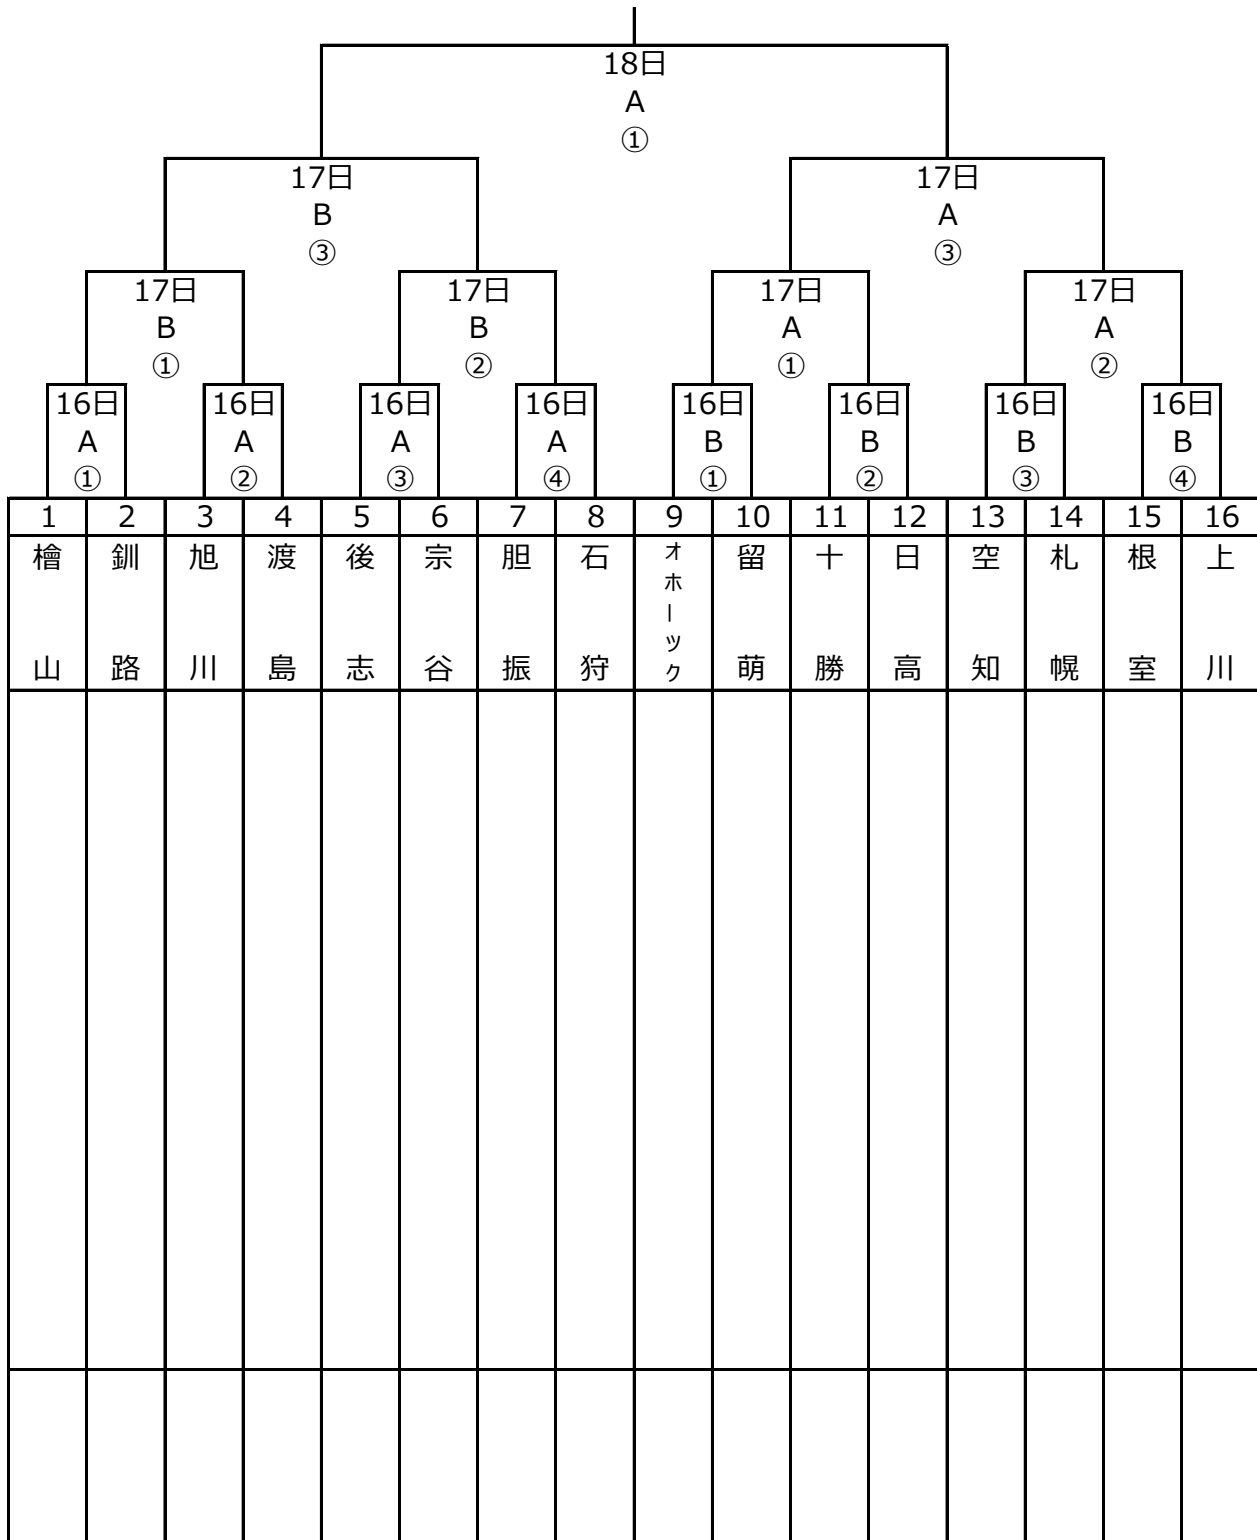 18日
A
①
17日 17日
B A
③ ③
17日 17日 17日 17日
B B A A
① ② ① ②
16日 16日 16日 16日 16日 16日 16日 16日
A A A A B B B B
① ② ③ ④ ① ② ③ ④
1 2 3 4 5 6 7 8 9 10 11 12 13 14 15 16
檜山 釧路 旭川 渡島 後志 宗谷 胆振 石狩 オホーツク 留萌 十勝 日高 空知 札幌 根室 上川